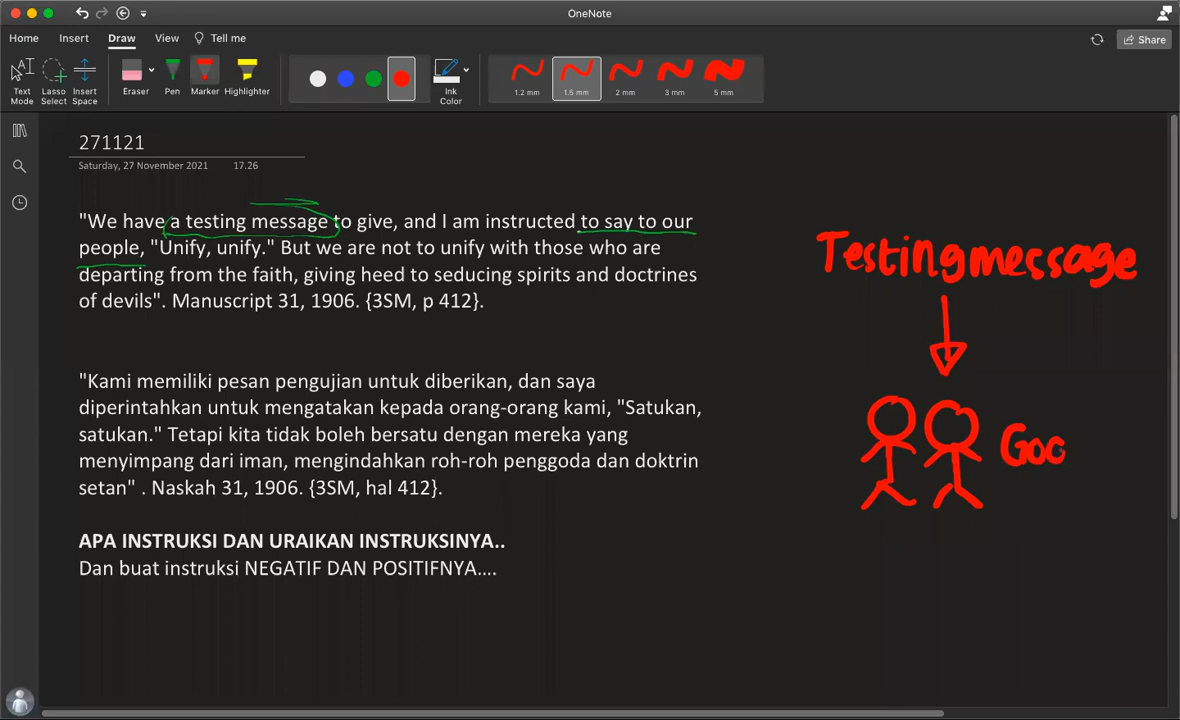 OneNote
Home Insert Draw View Tell me
Share
Text Mode
Lasso Select
Insert Space
Eraser
Pen
Marker
Highlighter
Ink Color
1.2 mm
1.5 mm
2 mm
3 mm
5 mm
271121
Saturday, 27 November 2021 17.26
"We have a testing message to give, and I am instructed to say to our
people, "Unify, unify." But we are not to unify with those who are
departing from the faith, giving heed to seducing spirits and doctrines
of devils". Manuscript 31, 1906. {3SM, p 412}.
Testing message
"Kami memiliki pesan pengujian untuk diberikan, dan saya
diperintahkan untuk mengatakan kepada orang-orang kami, "Satukan,
satukan." Tetapi kita tidak boleh bersatu dengan mereka yang
menyimpang dari iman, mengindahkan roh-roh penggoda dan doktrin
setan" . Naskah 31, 1906. {3SM, hal 412}.
Goc
APA INSTRUKSI DAN URAIKAN INSTRUKSINYA..
Dan buat instruksi NEGATIF DAN POSITIFNYA....